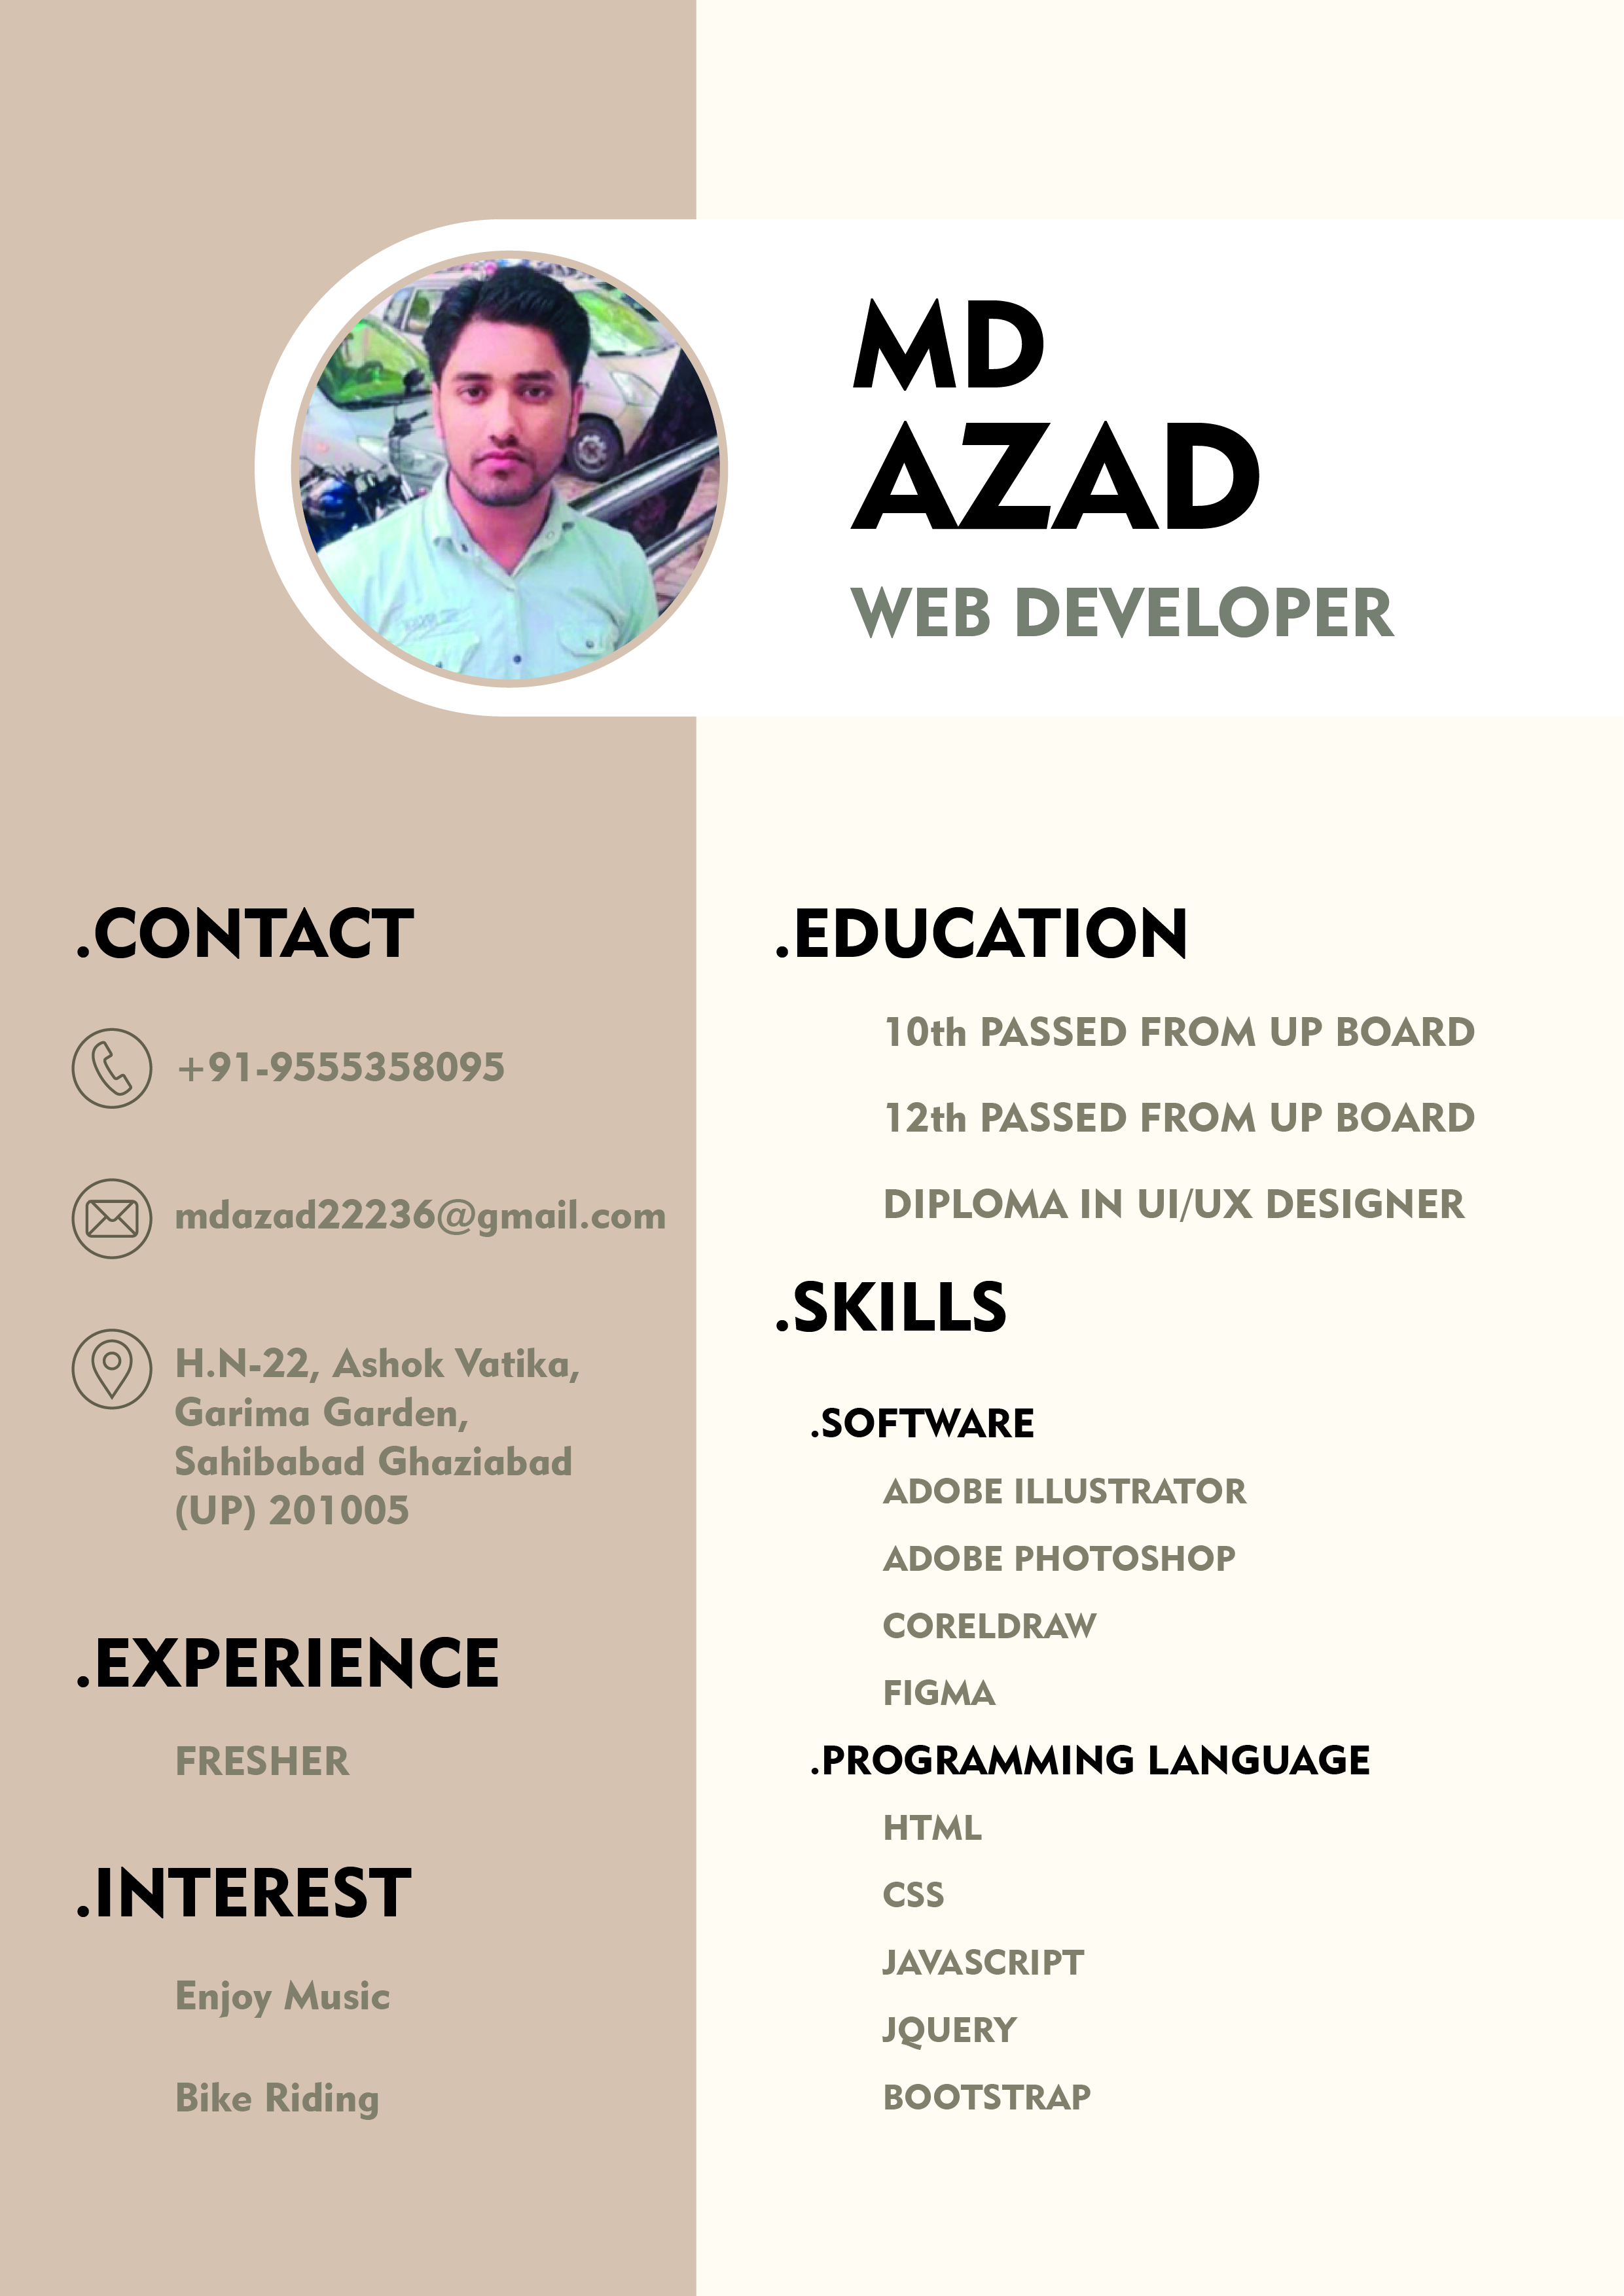 MD
AZAD
WEB DEVELOPER
.CONTACT
+91-9555358095
mdazad22236@gmail.com
H.N-22, Ashok Vatika,
Garima Garden,
Sahibabad Ghaziabad
(UP) 201005
.EXPERIENCE
FRESHER
.INTEREST
Enjoy Music
Bike Riding
.EDUCATION
10th PASSED FROM UP BOARD
12th PASSED FROM UP BOARD
DIPLOMA IN UI/UX DESIGNER
.SKILLS
.SOFTWARE
ADOBE ILLUSTRATOR
ADOBE PHOTOSHOP
CORELDRAW
FIGMA
.PROGRAMMING LANGUAGE
HTML
CSS
JAVASCRIPT
JQUERY
BOOTSTRAP